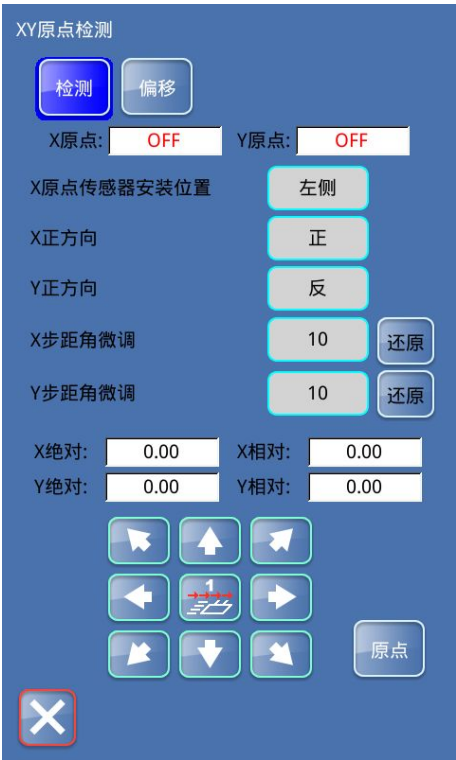 XY原点检测
检测 偏移
X原点: OFF Y原点: OFF
X原点传感器安装位置 左侧
X正方向 正
Y正方向 反
X步距角微调 10 还原
Y步距角微调 10 还原
X绝对: 0.00 X相对: 0.00
Y绝对: 0.00 Y相对: 0.00
1
原点